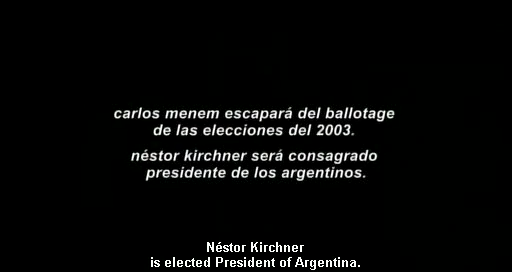 carlos menem escapará del ballotage
de las elecciones del 2003.
néstor kirchner será consagrado
presidente de los argentinos.
Néstor Kirchner
is elected President of Argentina.